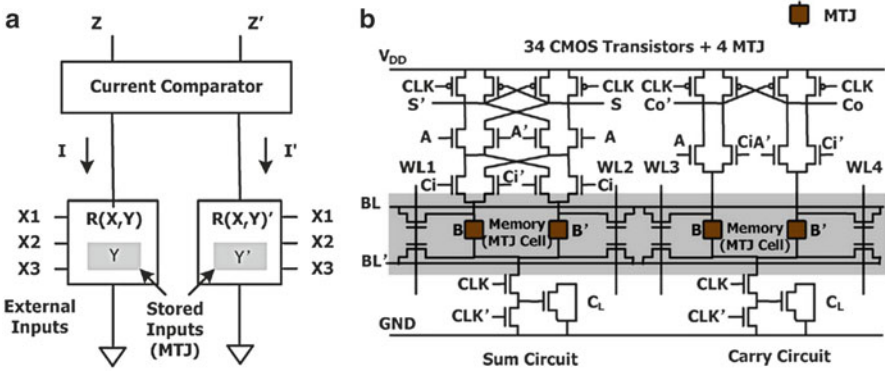 a
Z Z'
Current Comparator
I I'
R(X,Y) R(X,Y)'
X1 X1
X2 Y Y' X2
X3 X3
External Inputs
Stored Inputs (MTJ)
b
MTJ
34 CMOS Transistors + 4 MTJ
VDD
CLK CLK CLK CLK
S' S Co' Co
A A' A A Ci A' Ci'
WL1 Ci' WL2 WL3 WL4
Ci Ci
BL
B Memory (MTJ Cell) B' B Memory (MTJ Cell) B'
BL'
CLK CLK
CL CL
CLK' CLK'
GND
Sum Circuit Carry Circuit